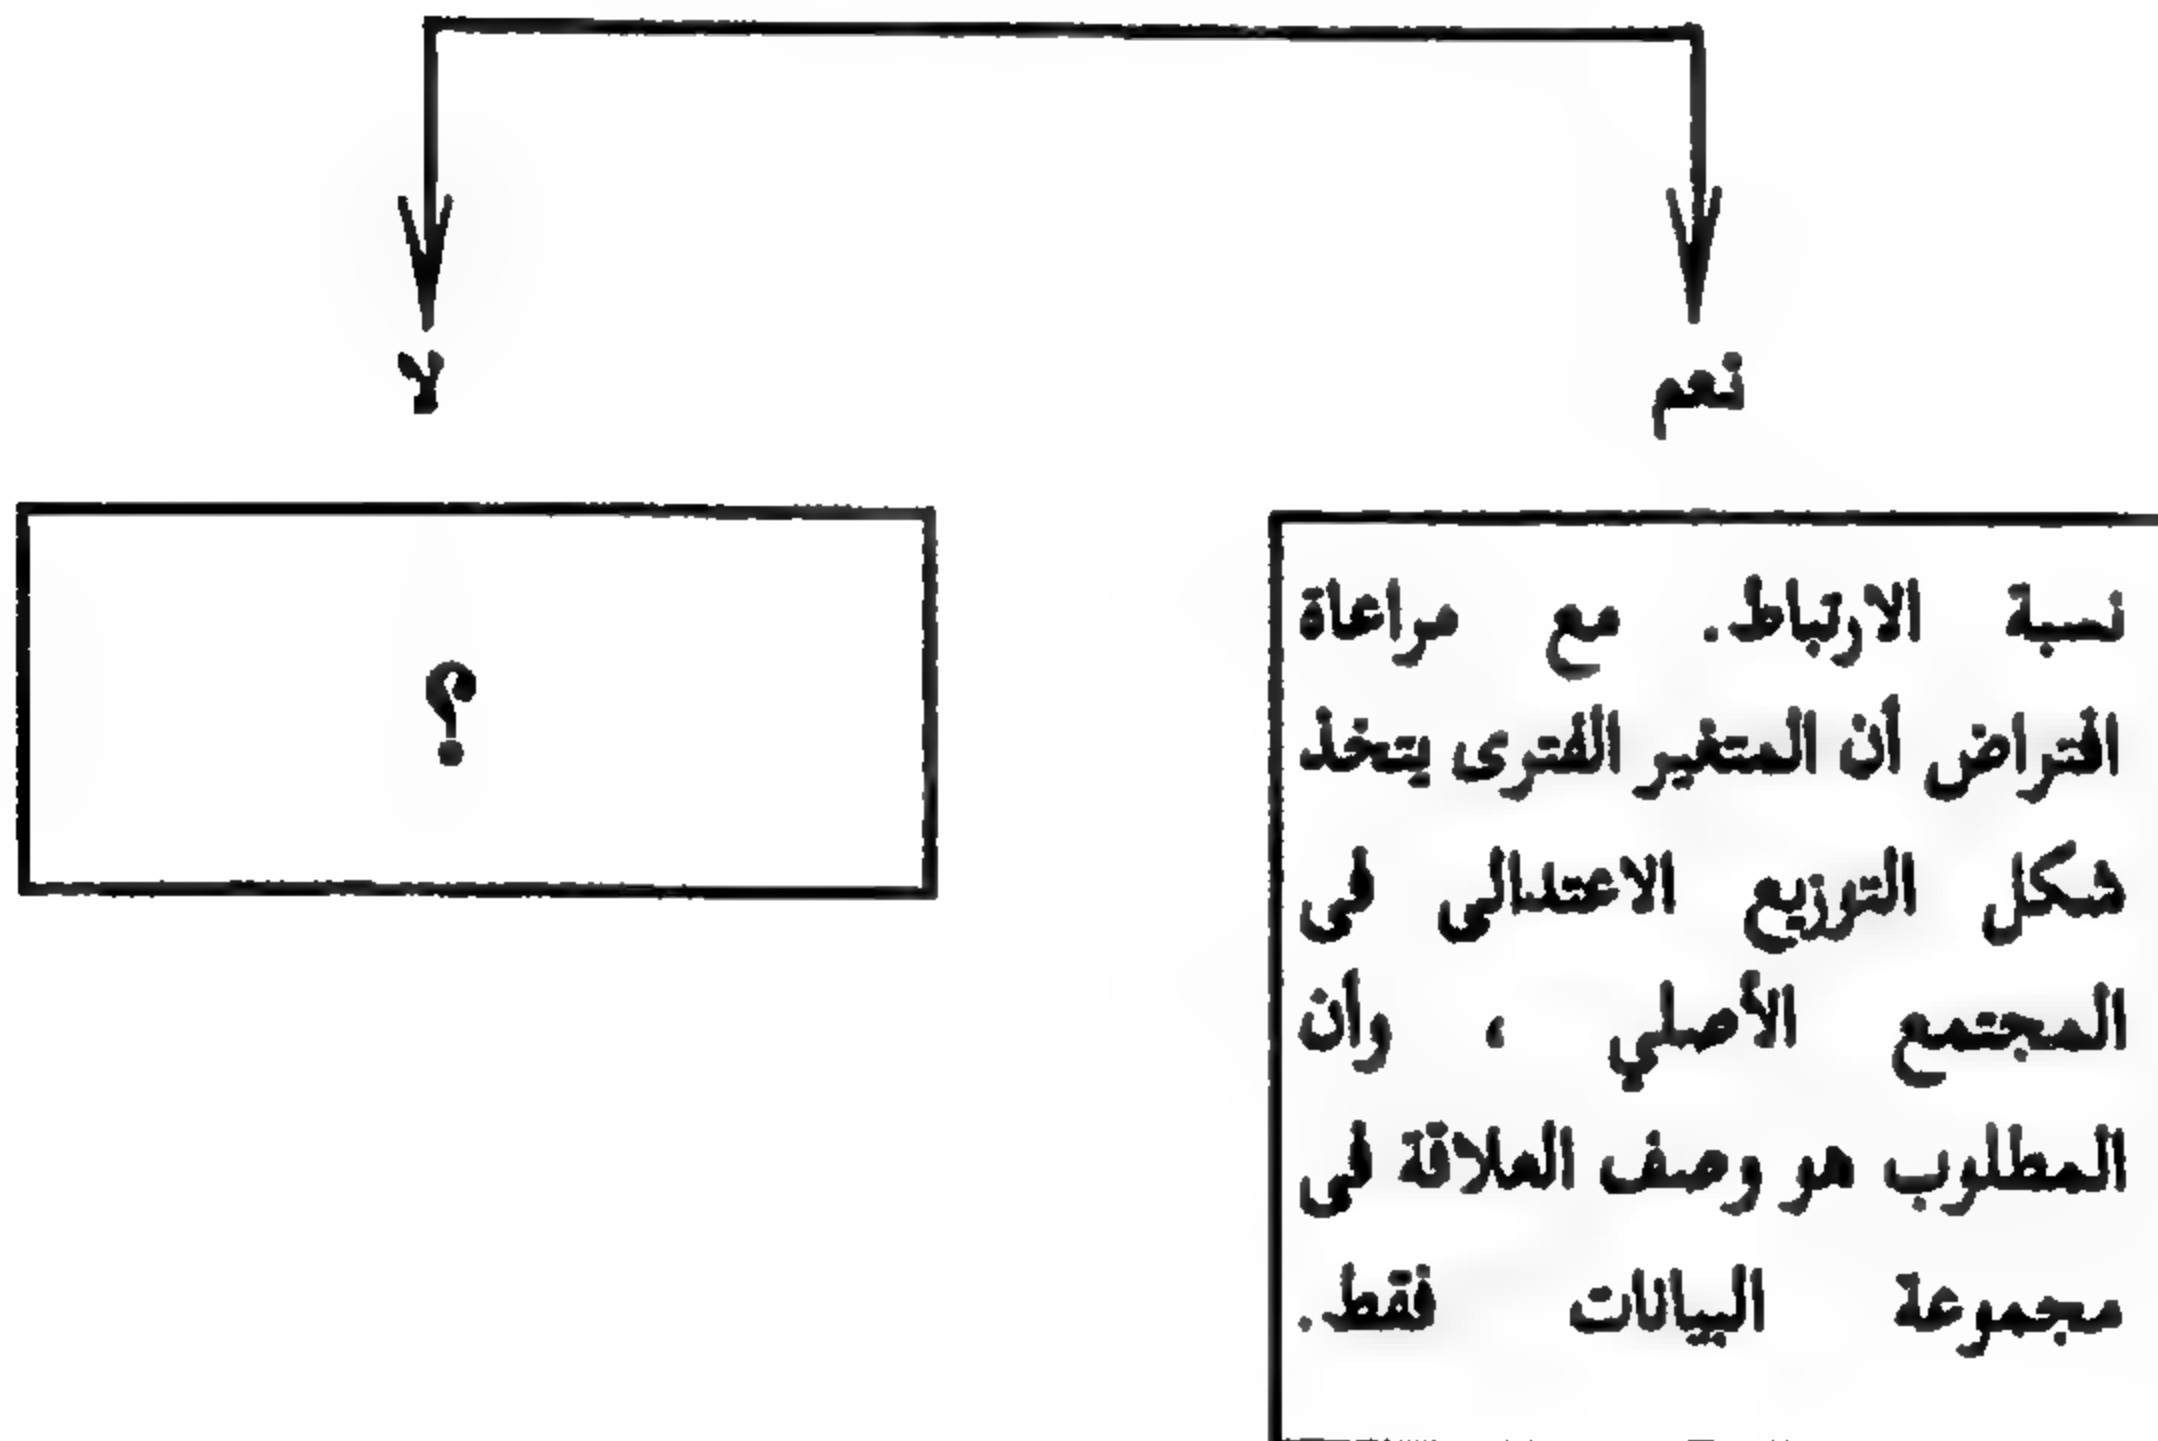 نعم
لا
نسبة الارتباط. مع مراعاة
افتراض أن المتغير الفترى يتخذ
شكل التوزيع الاعتدالى فى
المجتمع الأصلي ، وأن
المطلوب هو وصف العلاقة فى
مجموعة البيانات فقط.
؟